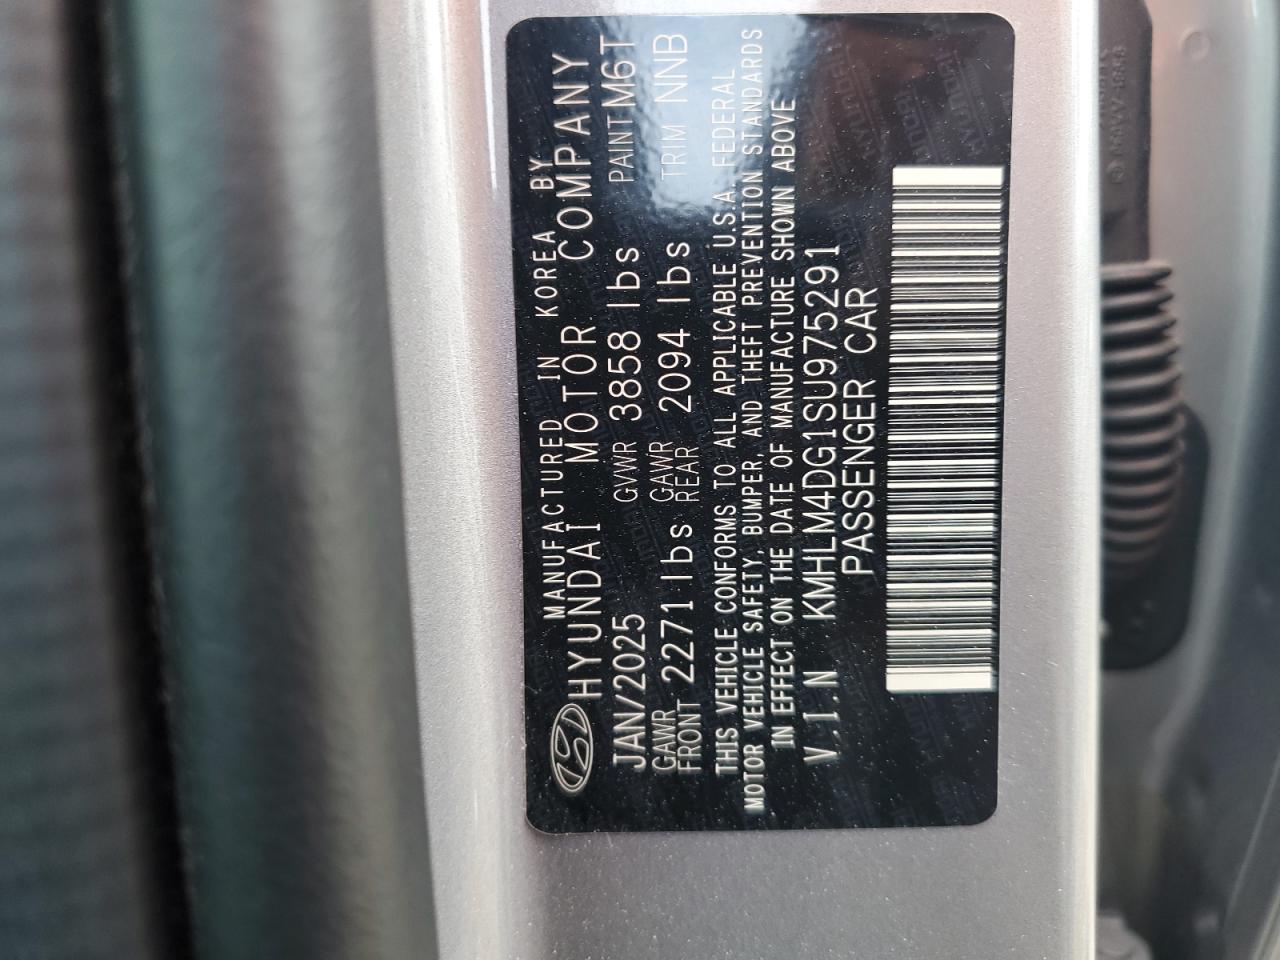 MANUFACTURED IN KOREA BY
HYUNDAI MOTOR COMPANY
JAN/2025 GVWR 3858 lbs PAINT M6T
GAWR FRONT 2271 lbs GAWR REAR 2094 lbs TRIM NNB
THIS VEHICLE CONFORMS TO ALL APPLICABLE U.S.A. FEDERAL
MOTOR VEHICLE SAFETY, BUMPER, AND THEFT PREVENTION STANDARDS
IN EFFECT ON THE DATE OF MANUFACTURE SHOWN ABOVE
V.I.N KMHLM4DG1SU975291
PASSENGER CAR